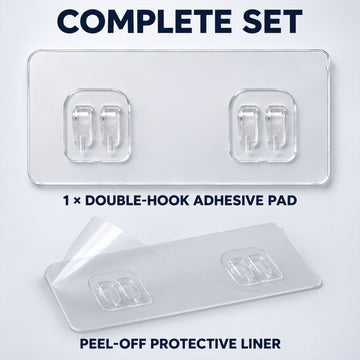 COMPLETE SET
1 × DOUBLE-HOOK ADHESIVE PAD
PEEL-OFF PROTECTIVE LINER